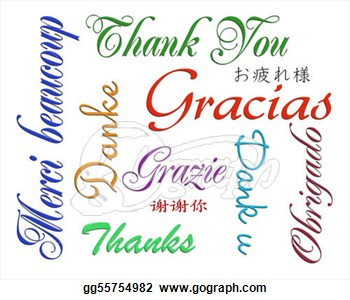 Thank You
お疲れ様
Merci beaucoup
Danke
Gracias
Grazie
Dank u
Obrigado
谢谢你
Thanks
gg55754982 www.gograph.com